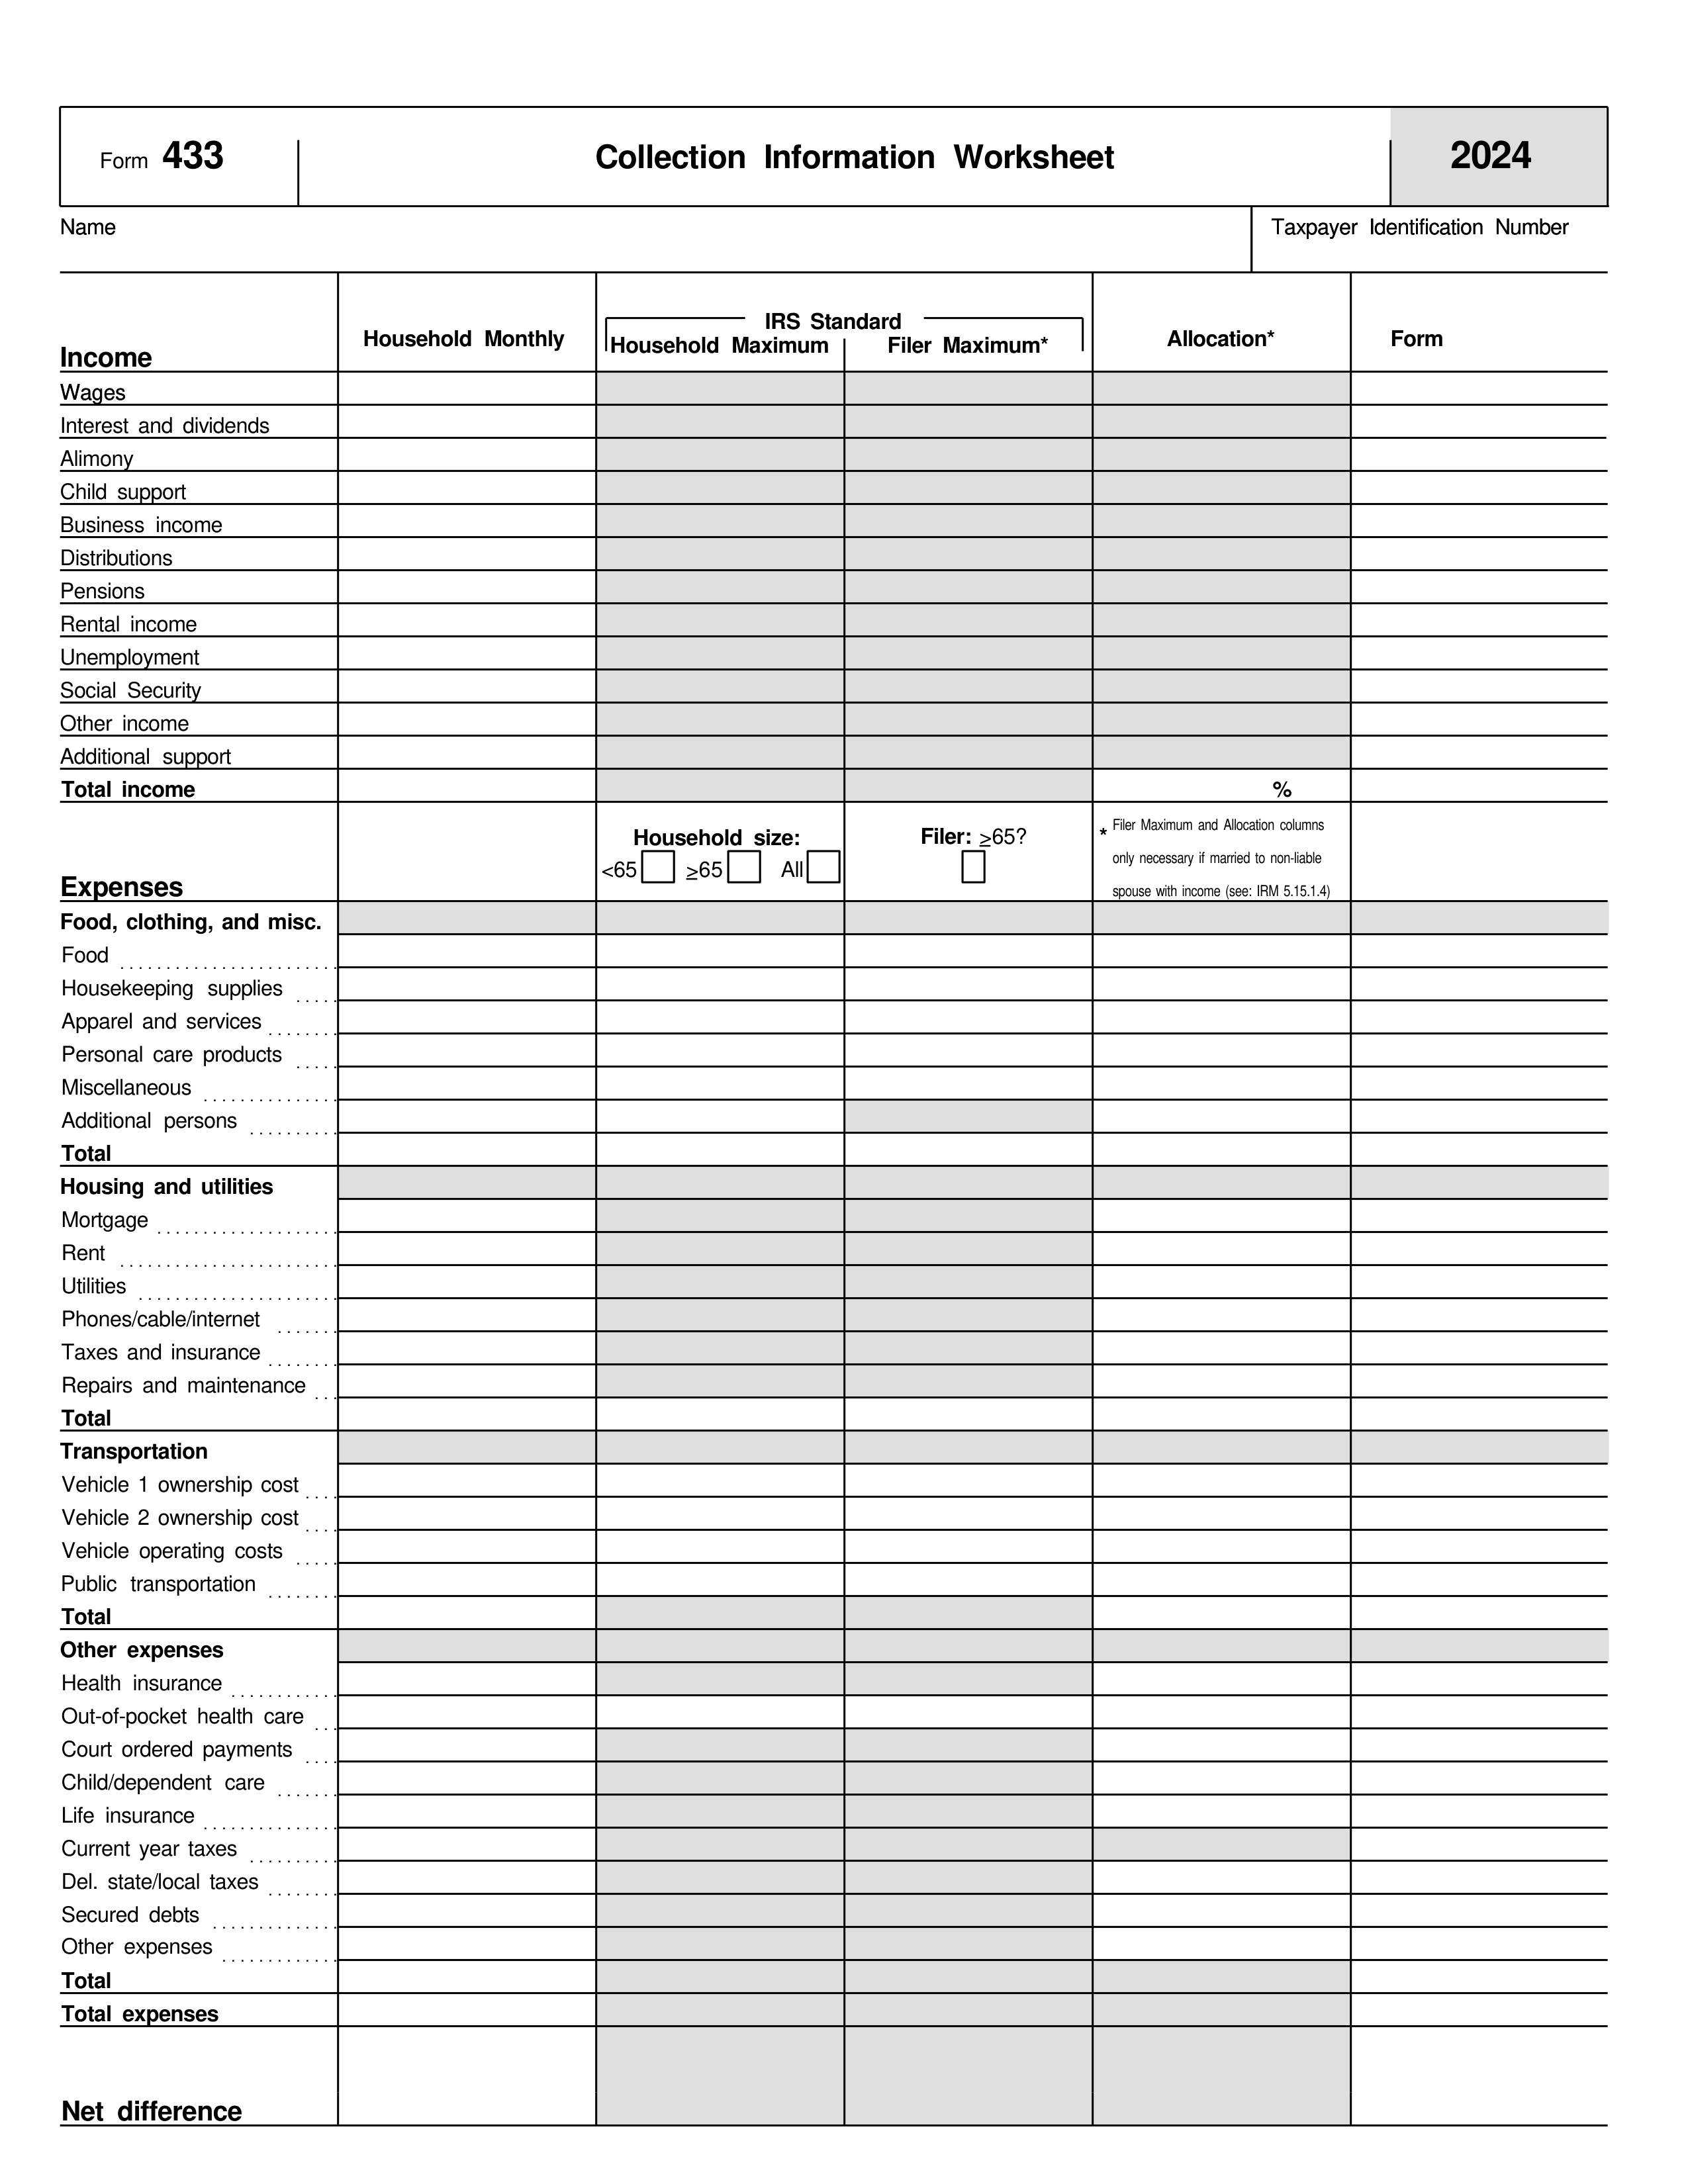 Form 433 Collection Information Worksheet 2024
Name Taxpayer Identification Number
IRS Standard
Income Household Monthly Household Maximum Filer Maximum* Allocation* Form
Wages
Interest and dividends
Alimony
Child support
Business income
Distributions
Pensions
Rental income
Unemployment
Social Security
Other income
Additional support
Total income %
Expenses
Household size:
<65 ≥65 All
Filer: ≥65?
* Filer Maximum and Allocation columns
only necessary if married to non-liable
spouse with income (see: IRM 5.15.1.4)
Food, clothing, and misc.
Food
Housekeeping supplies
Apparel and services
Personal care products
Miscellaneous
Additional persons
Total
Housing and utilities
Mortgage
Rent
Utilities
Phones/cable/internet
Taxes and insurance
Repairs and maintenance
Total
Transportation
Vehicle 1 ownership cost
Vehicle 2 ownership cost
Vehicle operating costs
Public transportation
Total
Other expenses
Health insurance
Out-of-pocket health care
Court ordered payments
Child/dependent care
Life insurance
Current year taxes
Del. state/local taxes
Secured debts
Other expenses
Total
Total expenses
Net difference